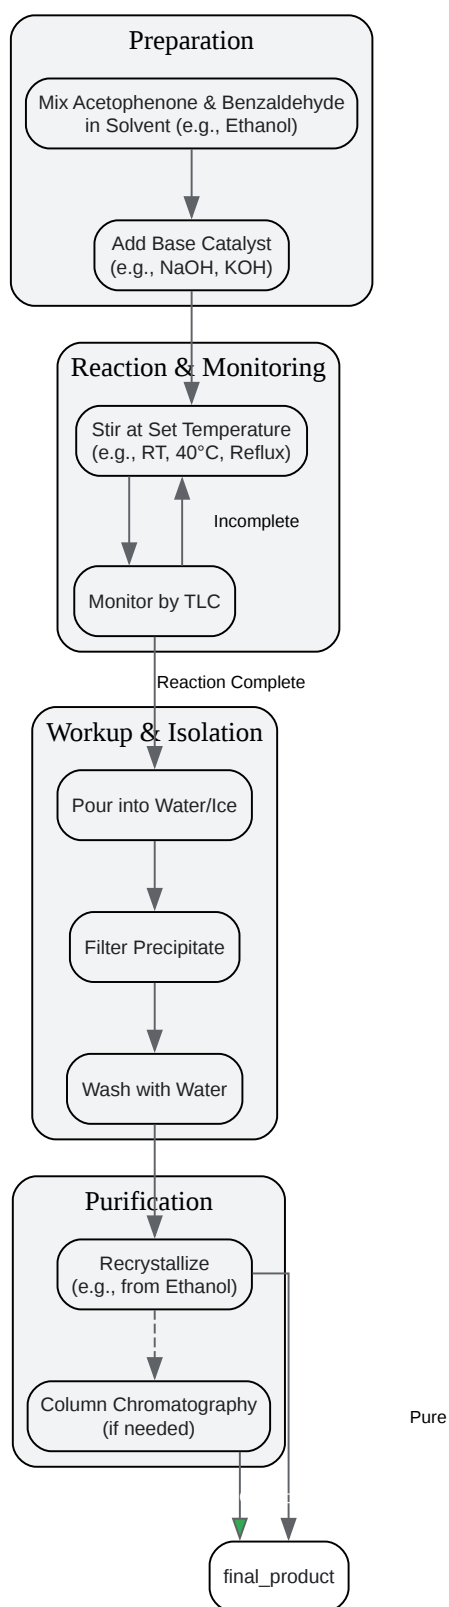 Preparation
Mix Acetophenone & Benzaldehyde
in Solvent (e.g., Ethanol)
Add Base Catalyst
(e.g., NaOH, KOH)
Reaction & Monitoring
Stir at Set Temperature
(e.g., RT, 40°C, Reflux)
Incomplete
Monitor by TLC
Reaction Complete
Workup & Isolation
Pour into Water/Ice
Filter Precipitate
Wash with Water
Purification
Recrystallize
(e.g., from Ethanol)
Column Chromatography
(if needed)
Pure
final_product